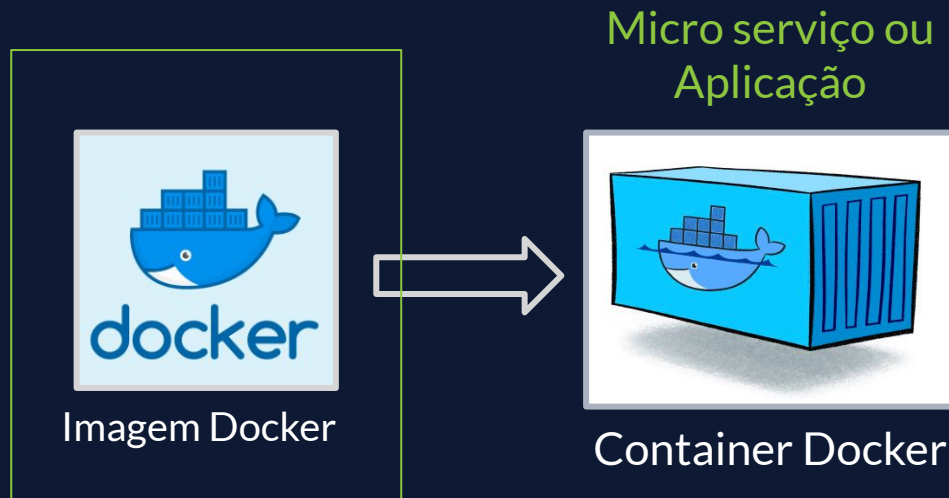 Micro serviço ou
Aplicação
docker
Imagem Docker
Container Docker